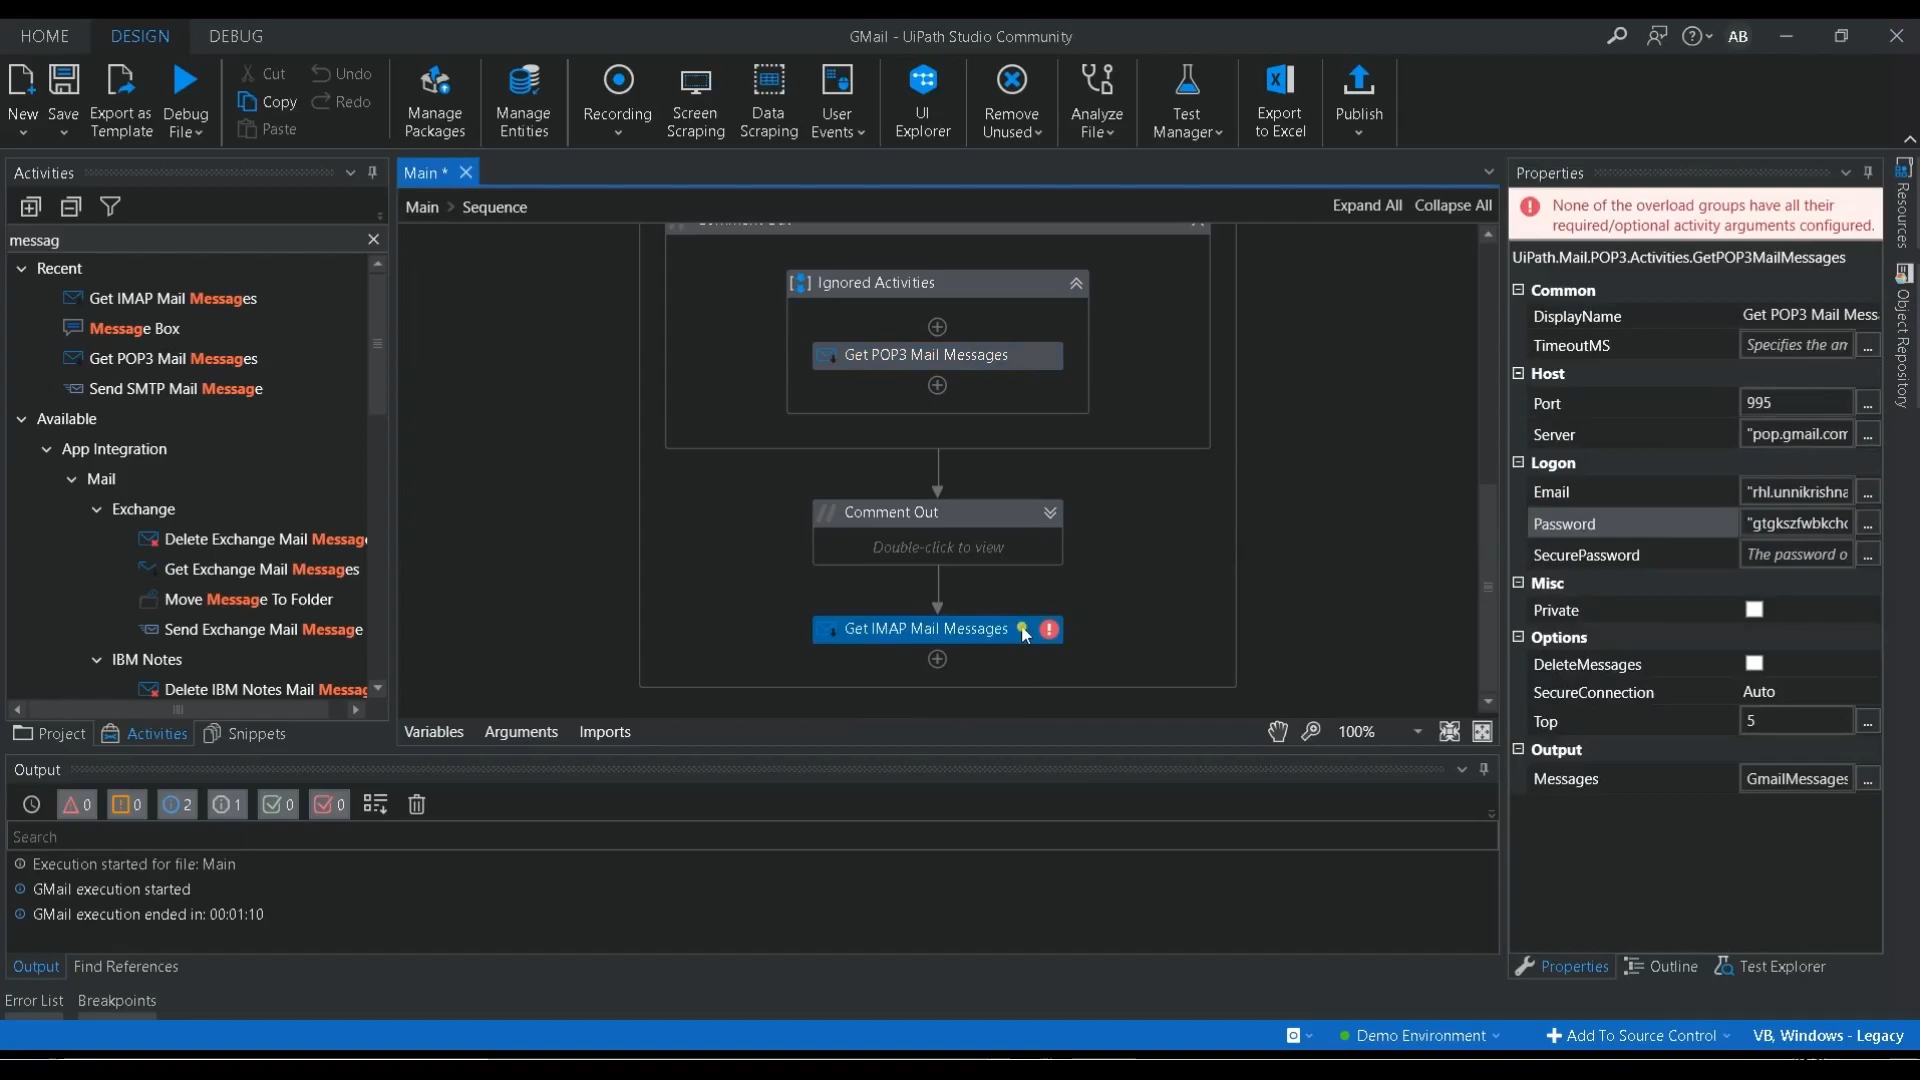 HOME
DESIGN
DEBUG
GMail - UiPath Studio Community
AB
New
Save
Export as
Template
Debug
File
Cut
Copy
Paste
Undo
Redo
Manage
Packages
Manage
Entities
Recording
Screen
Scraping
Data
Scraping
User
Events
UI
Explorer
Remove
Unused
Analyze
File
Test
Manager
Export
to Excel
Publish
Activities
messag
Recent
Get IMAP Mail Messages
Message Box
Get POP3 Mail Messages
Send SMTP Mail Message
Available
App Integration
Mail
Exchange
Delete Exchange Mail Message
Get Exchange Mail Messages
Move Message To Folder
Send Exchange Mail Message
IBM Notes
Delete IBM Notes Mail Messag
Project
Activities
Snippets
Main *
Main > Sequence
Expand All
Collapse All
Ignored Activities
Get POP3 Mail Messages
Comment Out
Double-click to view
Get IMAP Mail Messages
Variables
Arguments
Imports
100%
Properties
None of the overload groups have all their
required/optional activity arguments configured.
UiPath.Mail.POP3.Activities.GetPOP3MailMessages
Common
DisplayName Get POP3 Mail Mess
TimeoutMS Specifies the am ...
Host
Port 995 ...
Server "pop.gmail.com ...
Logon
Email "rhl.unnikrishna ...
Password "gtgkszfwbkchc ...
SecurePassword The password o ...
Misc
Private
Options
DeleteMessages
SecureConnection Auto
Top 5 ...
Output
Messages GmailMessages ...
Properties
Outline
Test Explorer
Resources
Object Repository
Output
0
0
2
1
0
0
Search
Execution started for file: Main
GMail execution started
GMail execution ended in: 00:01:10
Output
Find References
Error List
Breakpoints
Demo Environment
Add To Source Control
VB, Windows - Legacy